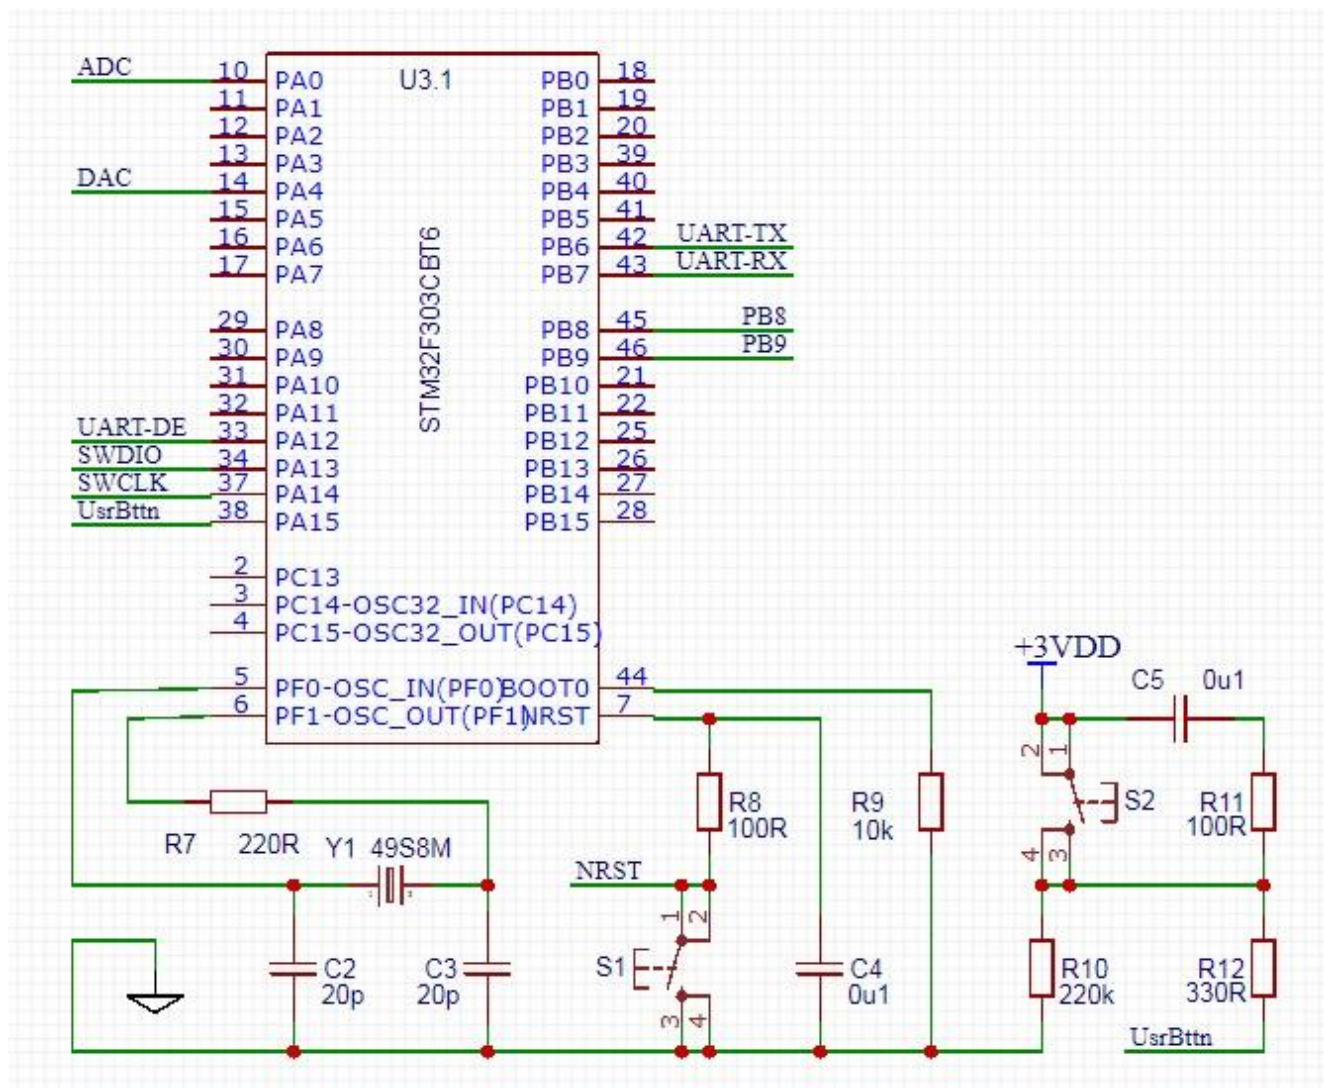 ADC
10 PA0
U3.1
PB0 18
11 PA1
PB1 19
12 PA2
PB2 20
13 PA3
PB3 39
DAC
14 PA4
PB4 40
15 PA5
PB5 41
16 PA6
PB6 42 UART-TX
17 PA7
PB7 43 UART-RX
STM32F303CBT6
29 PA8
PB8 45 PB8
30 PA9
PB9 46 PB9
31 PA10
PB10 21
32 PA11
PB11 22
UART-DE 33 PA12
PB12 25
SWDIO 34 PA13
PB13 26
SWCLK 37 PA14
PB14 27
UsrBttn 38 PA15
PB15 28
2 PC13
3 PC14-OSC32_IN(PC14)
4 PC15-OSC32_OUT(PC15)
5 PF0-OSC_IN(PF0)
BOOT0 44
6 PF1-OSC_OUT(PF1)
NRST 7
+3VDD
C5 0u1
2 1
S2
4 3
R11
100R
R8
100R
R9
10k
R7 220R
Y1 49S8M
NRST
1 2
S1
3 4
C2
20p
C3
20p
C4
0u1
R10
220k
R12
330R
UsrBttn